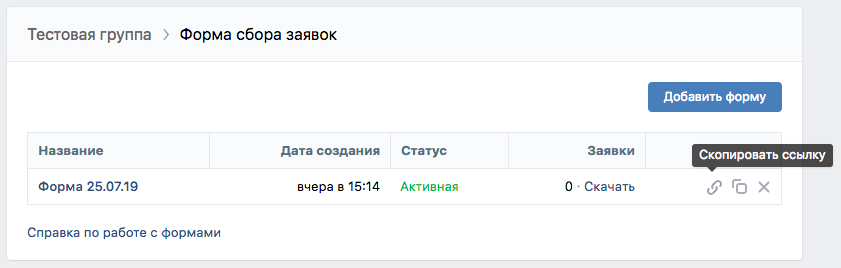 Тестовая группа > Форма сбора заявок
Добавить форму
Название Дата создания Статус Заявки
Скопировать ссылку
Форма 25.07.19 вчера в 15:14 Активная 0 · Скачать
Справка по работе с формами